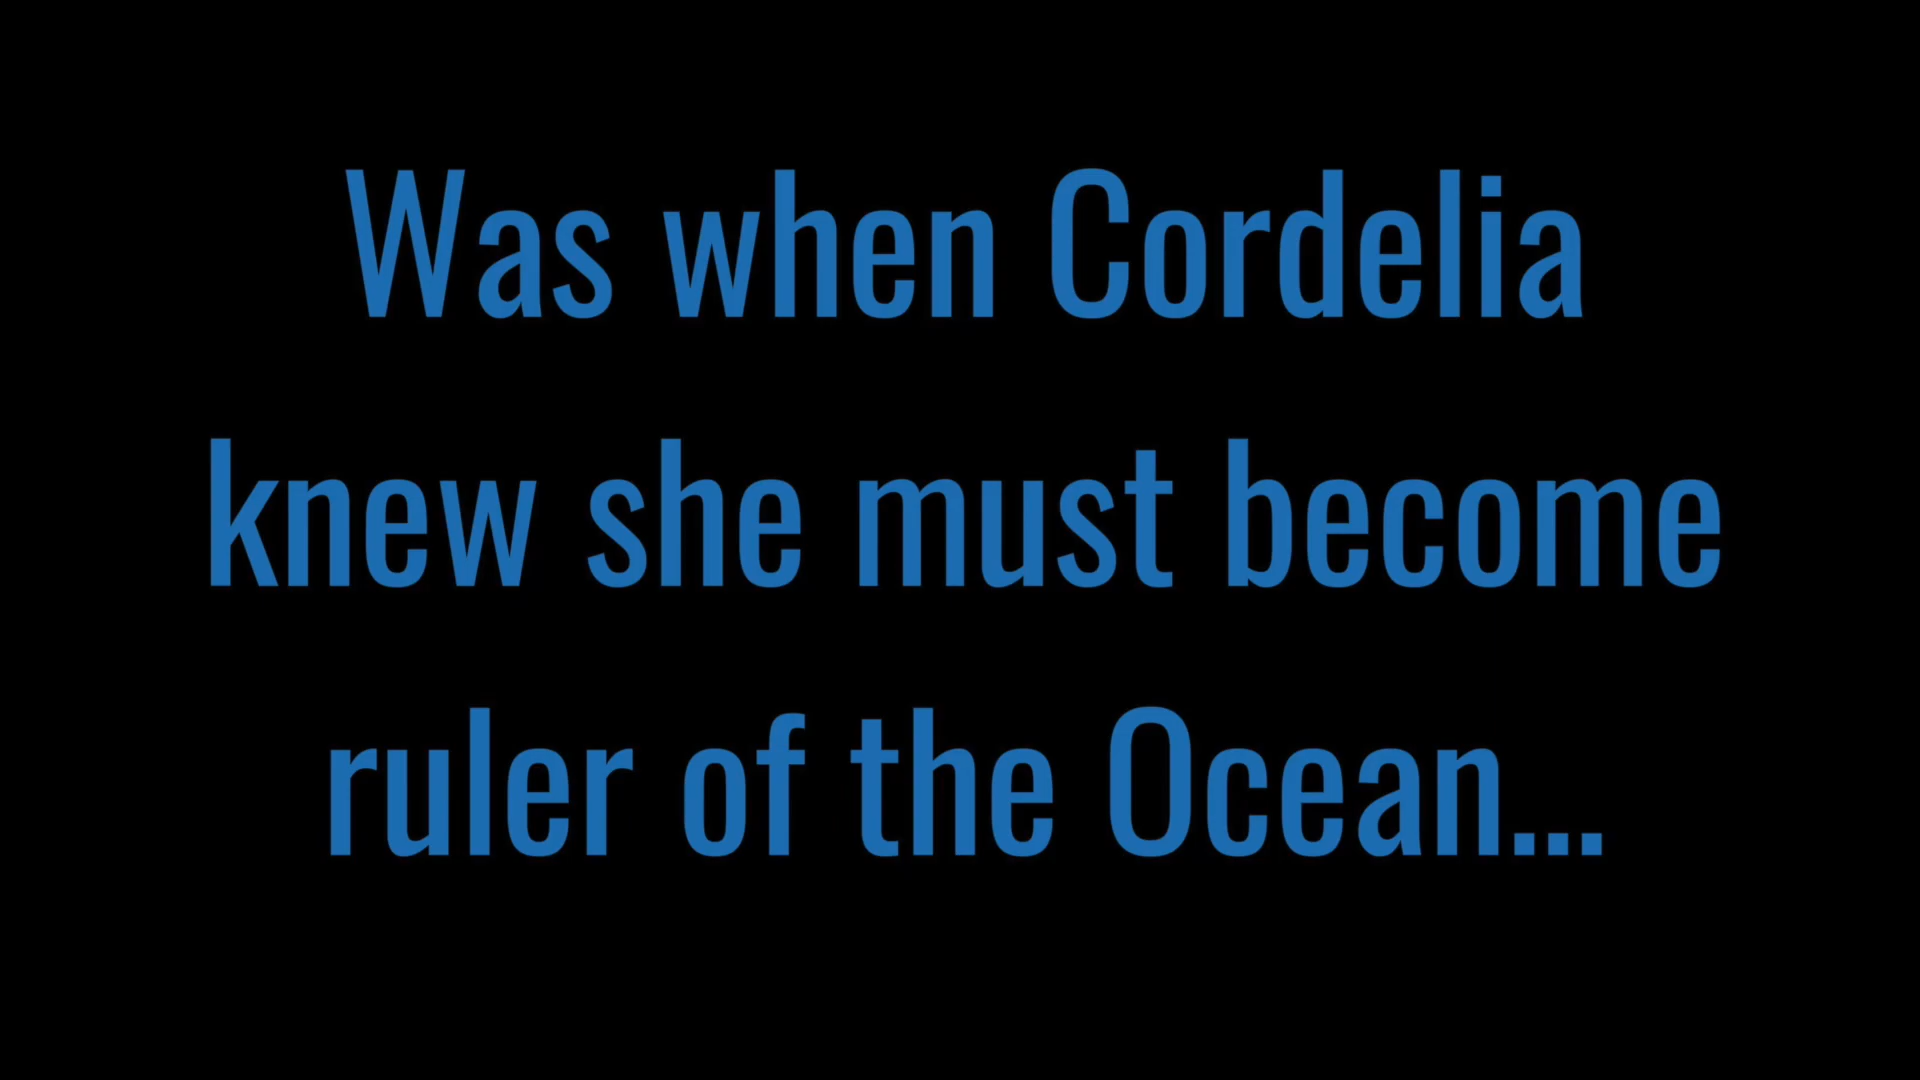 Was when Cordelia
knew she must become
ruler of the Ocean...